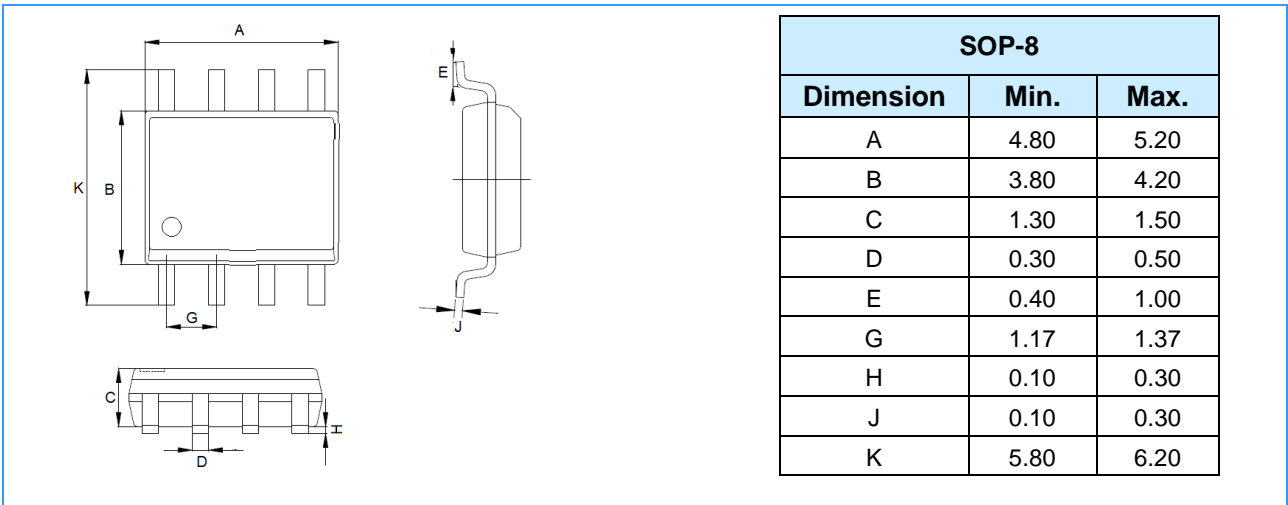 A
K
B
G
C
H
D
E
J
SOP-8
Dimension Min. Max.
A 4.80 5.20
B 3.80 4.20
C 1.30 1.50
D 0.30 0.50
E 0.40 1.00
G 1.17 1.37
H 0.10 0.30
J 0.10 0.30
K 5.80 6.20